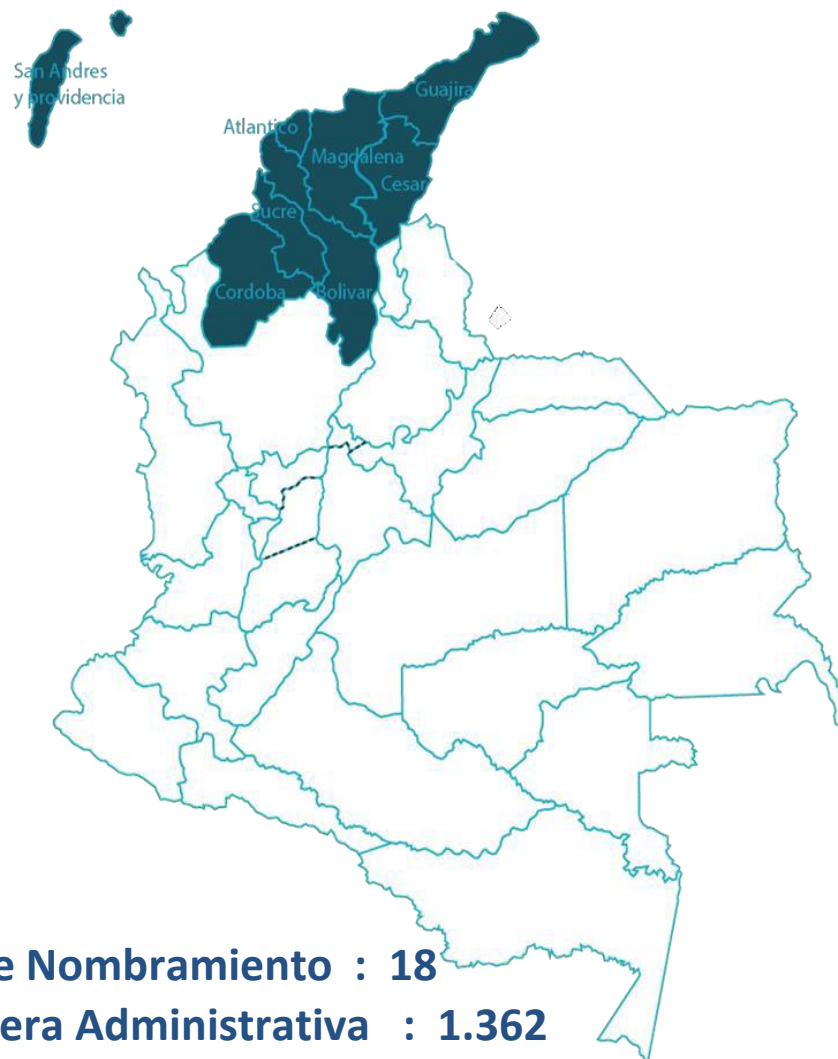 San Andres
y providencia
Guajira
Atlantico
Magdalena
Cesar
Sucre
Cordoba
Bolivar
e Nombramiento : 18
era Administrativa : 1.362